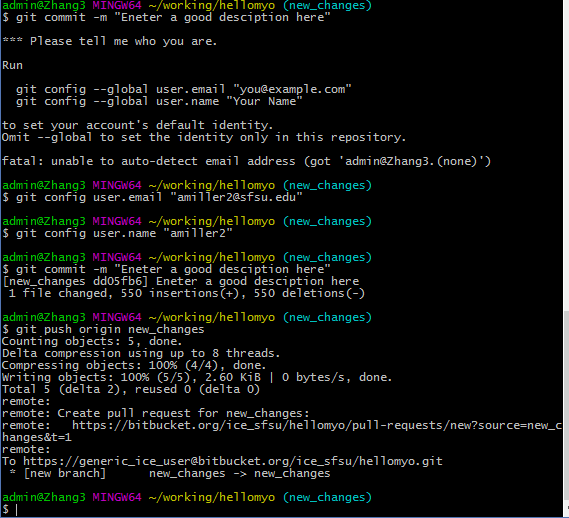 admin@Zhang3 MINGW64 ~/working/hellomyo (new_changes)
$ git commit -m "Eneter a good desciption here"
*** Please tell me who you are.
Run
git config --global user.email "you@example.com"
git config --global user.name "Your Name"
to set your account's default identity.
Omit --global to set the identity only in this repository.
fatal: unable to auto-detect email address (got 'admin@Zhang3.(none)')
admin@Zhang3 MINGW64 ~/working/hellomyo (new_changes)
$ git config user.email "amiller2@sfsu.edu"
admin@Zhang3 MINGW64 ~/working/hellomyo (new_changes)
$ git config user.name "amiller2"
admin@Zhang3 MINGW64 ~/working/hellomyo (new_changes)
$ git commit -m "Eneter a good desciption here"
[new_changes dd05fb6] Eneter a good desciption here
1 file changed, 550 insertions(+), 550 deletions(-)
admin@Zhang3 MINGW64 ~/working/hellomyo (new_changes)
$ git push origin new_changes
Counting objects: 5, done.
Delta compression using up to 8 threads.
Compressing objects: 100% (4/4), done.
Writing objects: 100% (5/5), 2.60 KiB | 0 bytes/s, done.
Total 5 (delta 2), reused 0 (delta 0)
remote:
remote: Create pull request for new_changes:
remote:   https://bitbucket.org/ice_sfsu/hellomyo/pull-requests/new?source=new_c
hanges&t=1
remote:
To https://generic_ice_user@bitbucket.org/ice_sfsu/hellomyo.git
* [new branch]      new_changes -> new_changes
admin@Zhang3 MINGW64 ~/working/hellomyo (new_changes)
$